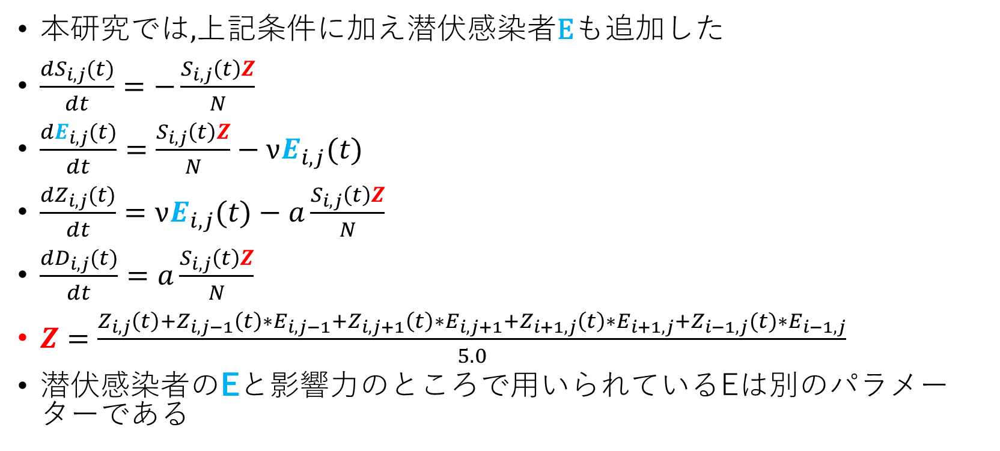 • 本研究では,上記条件に加え潜伏感染者Eも追加した
• \frac{dS_{i,j}(t)}{dt} = -\frac{S_{i,j}(t)Z}{N}
• \frac{dE_{i,j}(t)}{dt} = \frac{S_{i,j}(t)Z}{N} - νE_{i,j}(t)
• \frac{dZ_{i,j}(t)}{dt} = νE_{i,j}(t) - a\frac{S_{i,j}(t)Z}{N}
• \frac{dD_{i,j}(t)}{dt} = a\frac{S_{i,j}(t)Z}{N}
• Z = \frac{Z_{i,j}(t)+Z_{i,j-1}(t)*E_{i,j-1}+Z_{i,j+1}(t)*E_{i,j+1}+Z_{i+1,j}(t)*E_{i+1,j}+Z_{i-1,j}(t)*E_{i-1,j}}{5.0}
• 潜伏感染者のEと影響力のところで用いられているEは別のパラメー
ターである